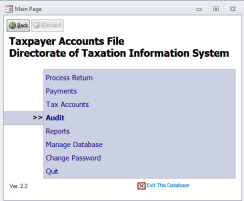 Main Page
Back Forward
Taxpayer Accounts File
Directorate of Taxation Information System
Process Return
Payments
Tax Accounts
>> Audit
Reports
Manage Database
Change Password
Quit
Ver. 2.2 Exit This Database